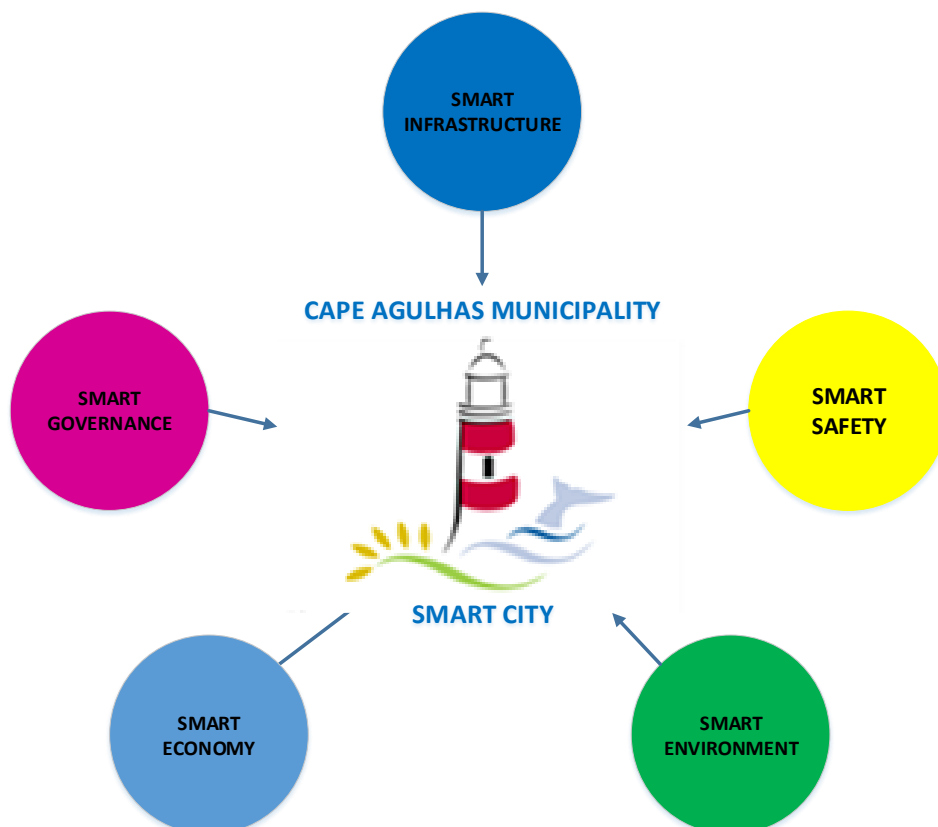 SMART
INFRASTRUCTURE
CAPE AGULHAS MUNICIPALITY
SMART
GOVERNANCE
SMART
SAFETY
SMART CITY
SMART
ECONOMY
SMART
ENVIRONMENT